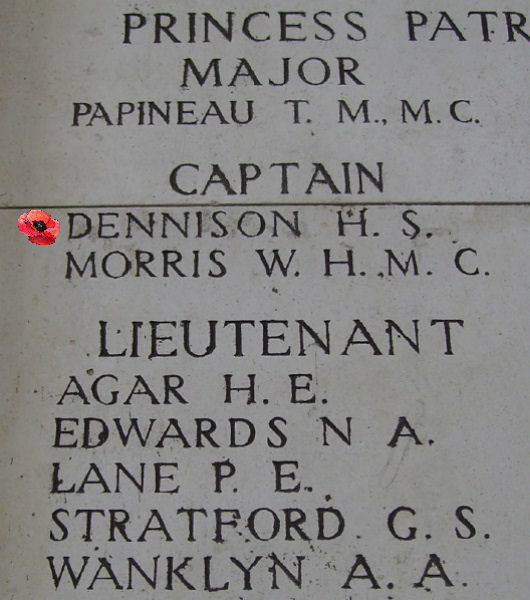 PRINCESS PATR
MAJOR
PAPINEAU T. M., M. C.
CAPTAIN
DENNISON H. S.
MORRIS W. H., M. C.
LIEUTENANT
AGAR H. E.
EDWARDS N A.
LANE P. E.
STRATFORD G. S.
WANKLYN A. A.